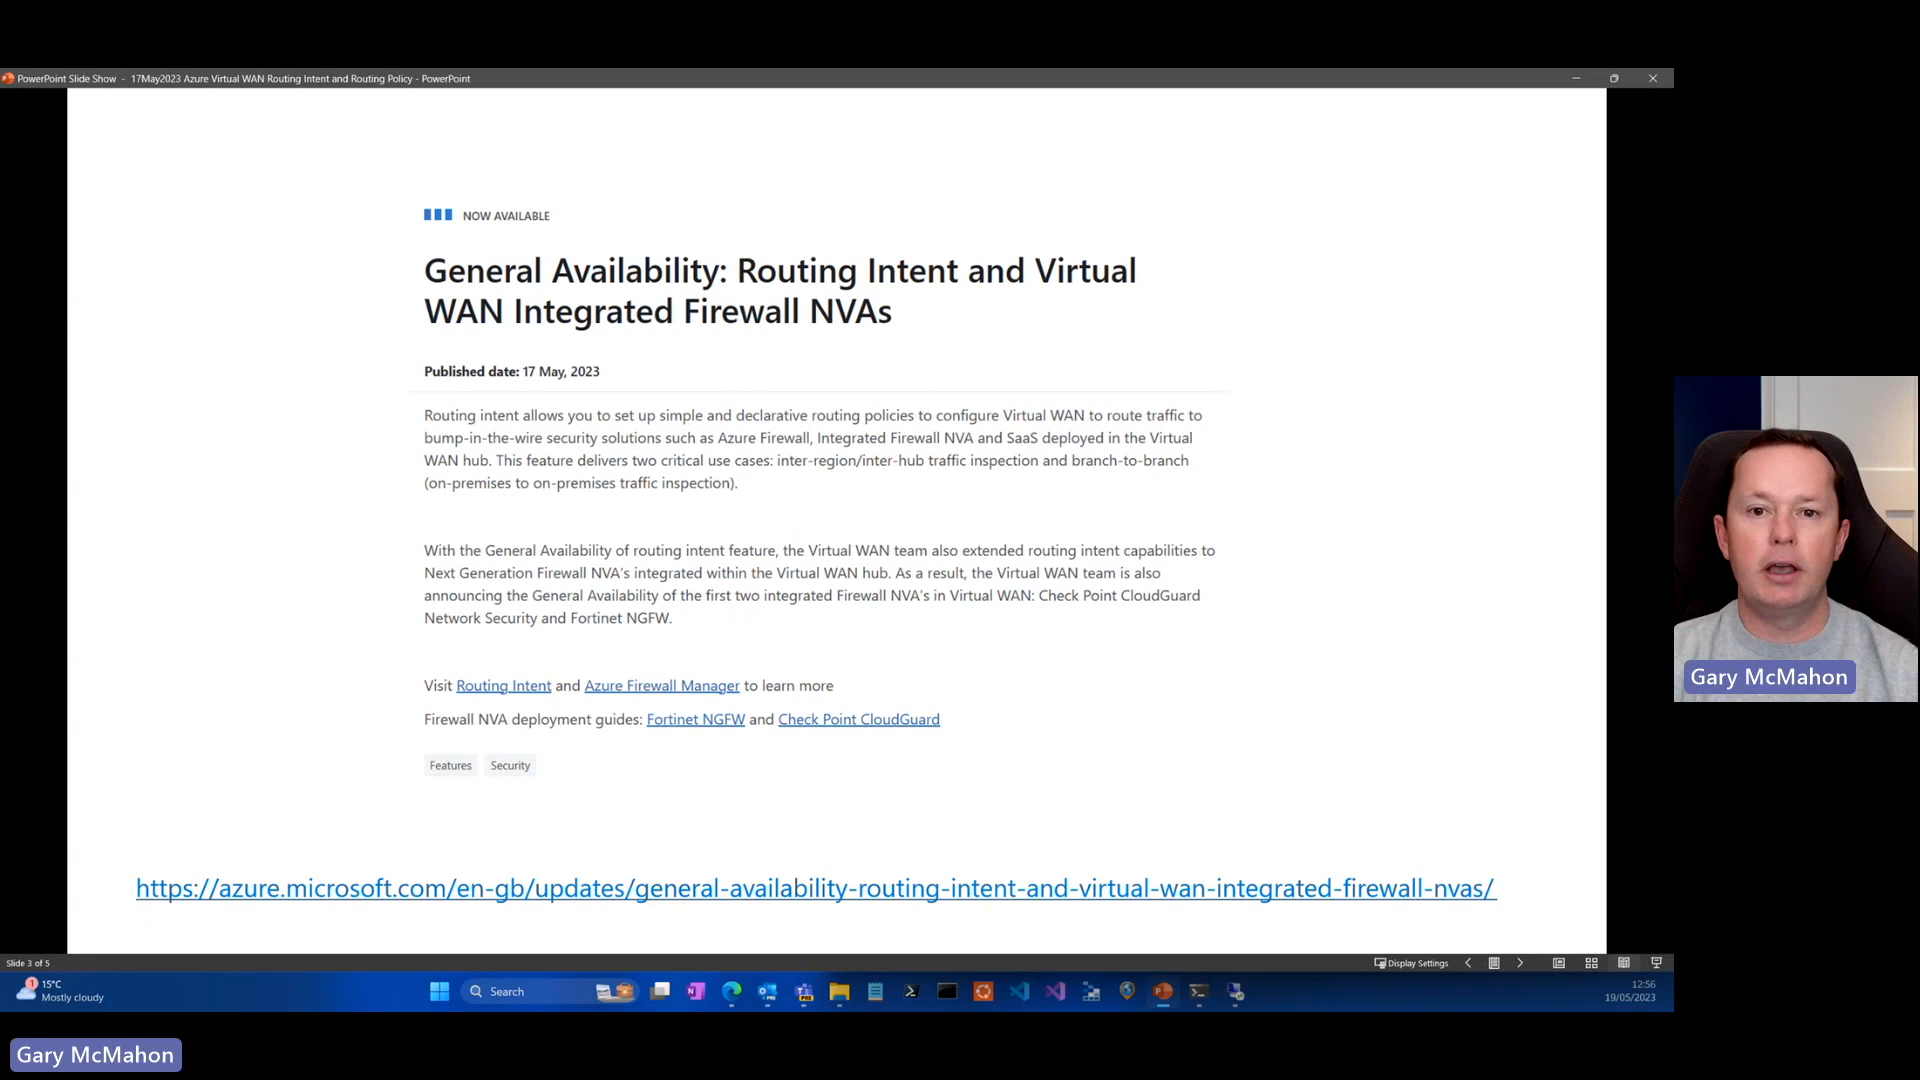 PowerPoint Slide Show - 17May2023 Azure Virtual WAN Routing Intent and Routing Policy - PowerPoint
NOW AVAILABLE
General Availability: Routing Intent and Virtual
WAN Integrated Firewall NVAs
Published date: 17 May, 2023
Routing intent allows you to set up simple and declarative routing policies to configure Virtual WAN to route traffic to
bump-in-the-wire security solutions such as Azure Firewall, Integrated Firewall NVA and SaaS deployed in the Virtual
WAN hub. This feature delivers two critical use cases: inter-region/inter-hub traffic inspection and branch-to-branch
(on-premises to on-premises traffic inspection).
With the General Availability of routing intent feature, the Virtual WAN team also extended routing intent capabilities to
Next Generation Firewall NVA's integrated within the Virtual WAN hub. As a result, the Virtual WAN team is also
announcing the General Availability of the first two integrated Firewall NVA's in Virtual WAN: Check Point CloudGuard
Network Security and Fortinet NGFW.
Visit Routing Intent and Azure Firewall Manager to learn more
Firewall NVA deployment guides: Fortinet NGFW and Check Point CloudGuard
Features Security
https://azure.microsoft.com/en-gb/updates/general-availability-routing-intent-and-virtual-wan-integrated-firewall-nvas/
Gary McMahon
Slide 3 of 5
Display Settings
1
15°C
Mostly cloudy
Search
12:56
19/05/2023
Gary McMahon